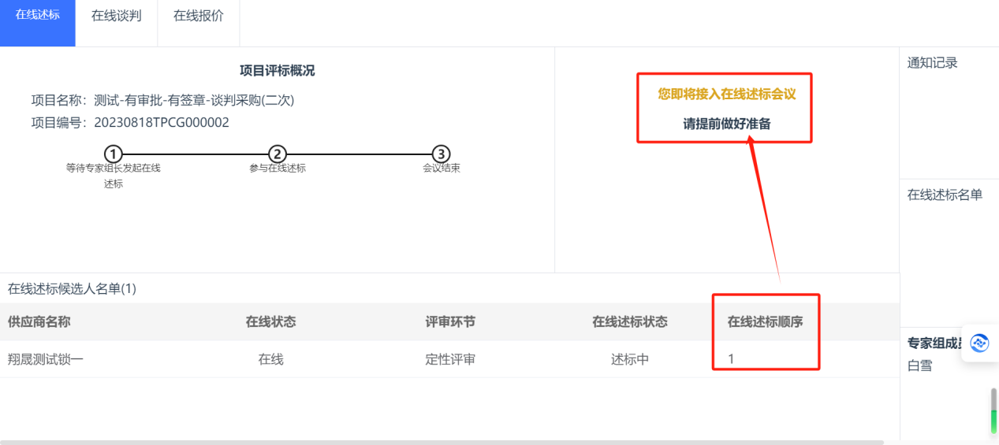 在线述标 在线谈判 在线报价
项目评标概况
项目名称：测试-有审批-有签章-谈判采购(二次)
项目编号：20230818TPCG000002
1 2 3
等待专家组长发起在线述标 参与在线述标 会议结束
您即将接入在线述标会议
请提前做好准备
通知记录
在线述标名单
在线述标候选人名单(1)
供应商名称 在线状态 评审环节 在线述标状态 在线述标顺序
翔晟测试锁一 在线 定性评审 述标中 1
专家组成员
白雪